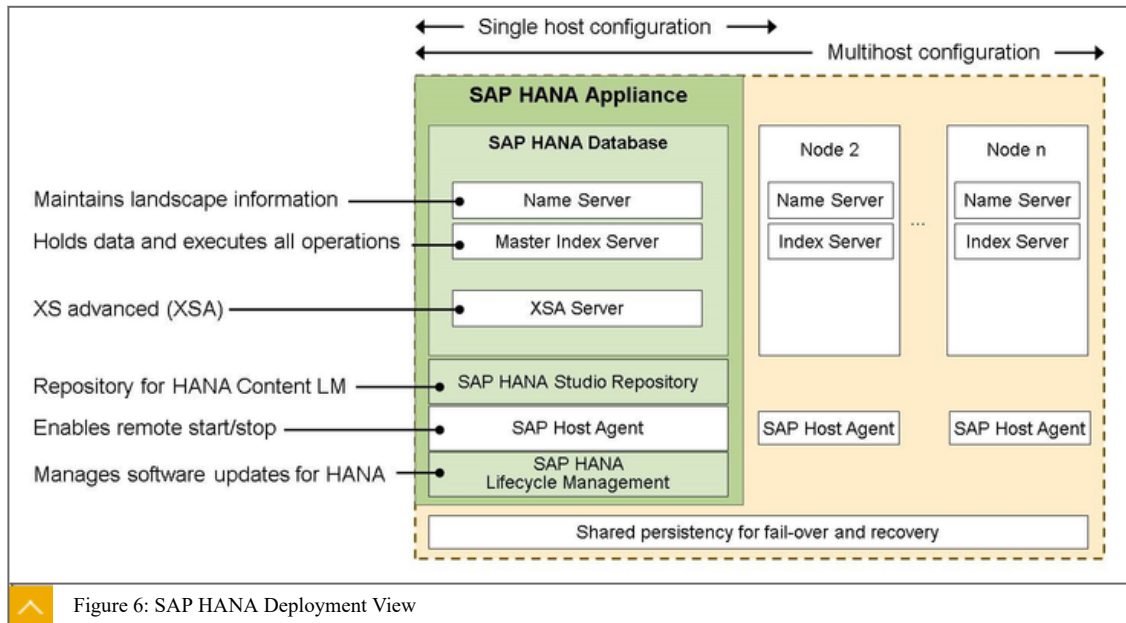 Single host configuration
Multihost configuration
SAP HANA Appliance
SAP HANA Database
Node 2
Node n
Maintains landscape information
Name Server
Name Server
Name Server
Holds data and executes all operations
Master Index Server
Index Server
...
Index Server
XS advanced (XSA)
XSA Server
Repository for HANA Content LM
SAP HANA Studio Repository
Enables remote start/stop
SAP Host Agent
SAP Host Agent
SAP Host Agent
Manages software updates for HANA
SAP HANA
Lifecycle Management
Shared persistency for fail-over and recovery
Figure 6: SAP HANA Deployment View